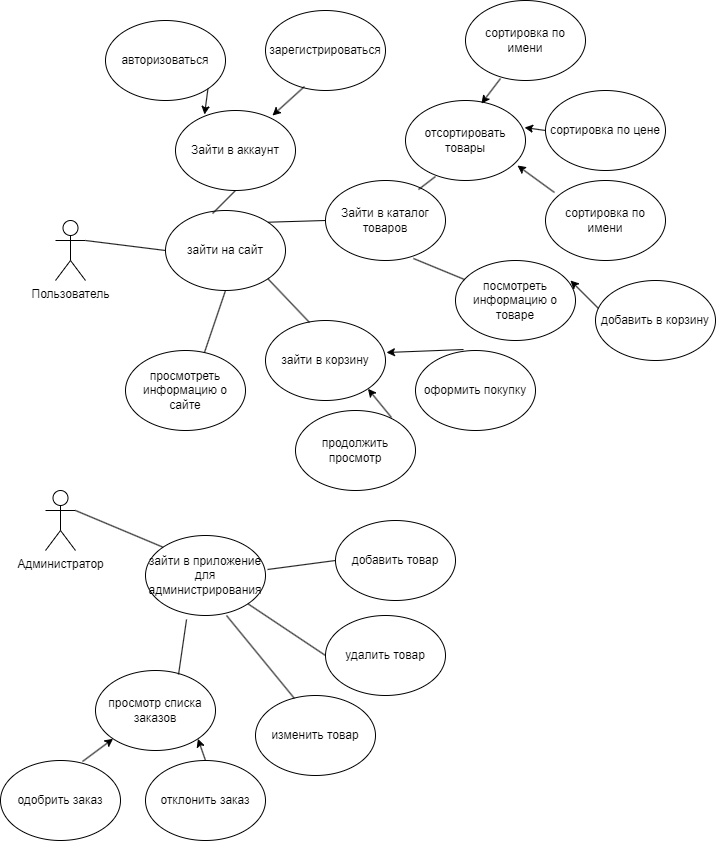 сортировка по
имени
авторизоваться
зарегистрироваться
отсортировать
товары
сортировка по цене
Зайти в аккаунт
Зайти в каталог
товаров
сортировка по
имени
зайти на сайт
Пользователь
посмотреть
информацию о
товаре
добавить в корзину
просмотреть
информацию о
сайте
зайти в корзину
оформить покупку
продолжить
просмотр
Администратор
зайти в приложение
для
администрирования
добавить товар
удалить товар
просмотр списка
заказов
изменить товар
одобрить заказ
отклонить заказ